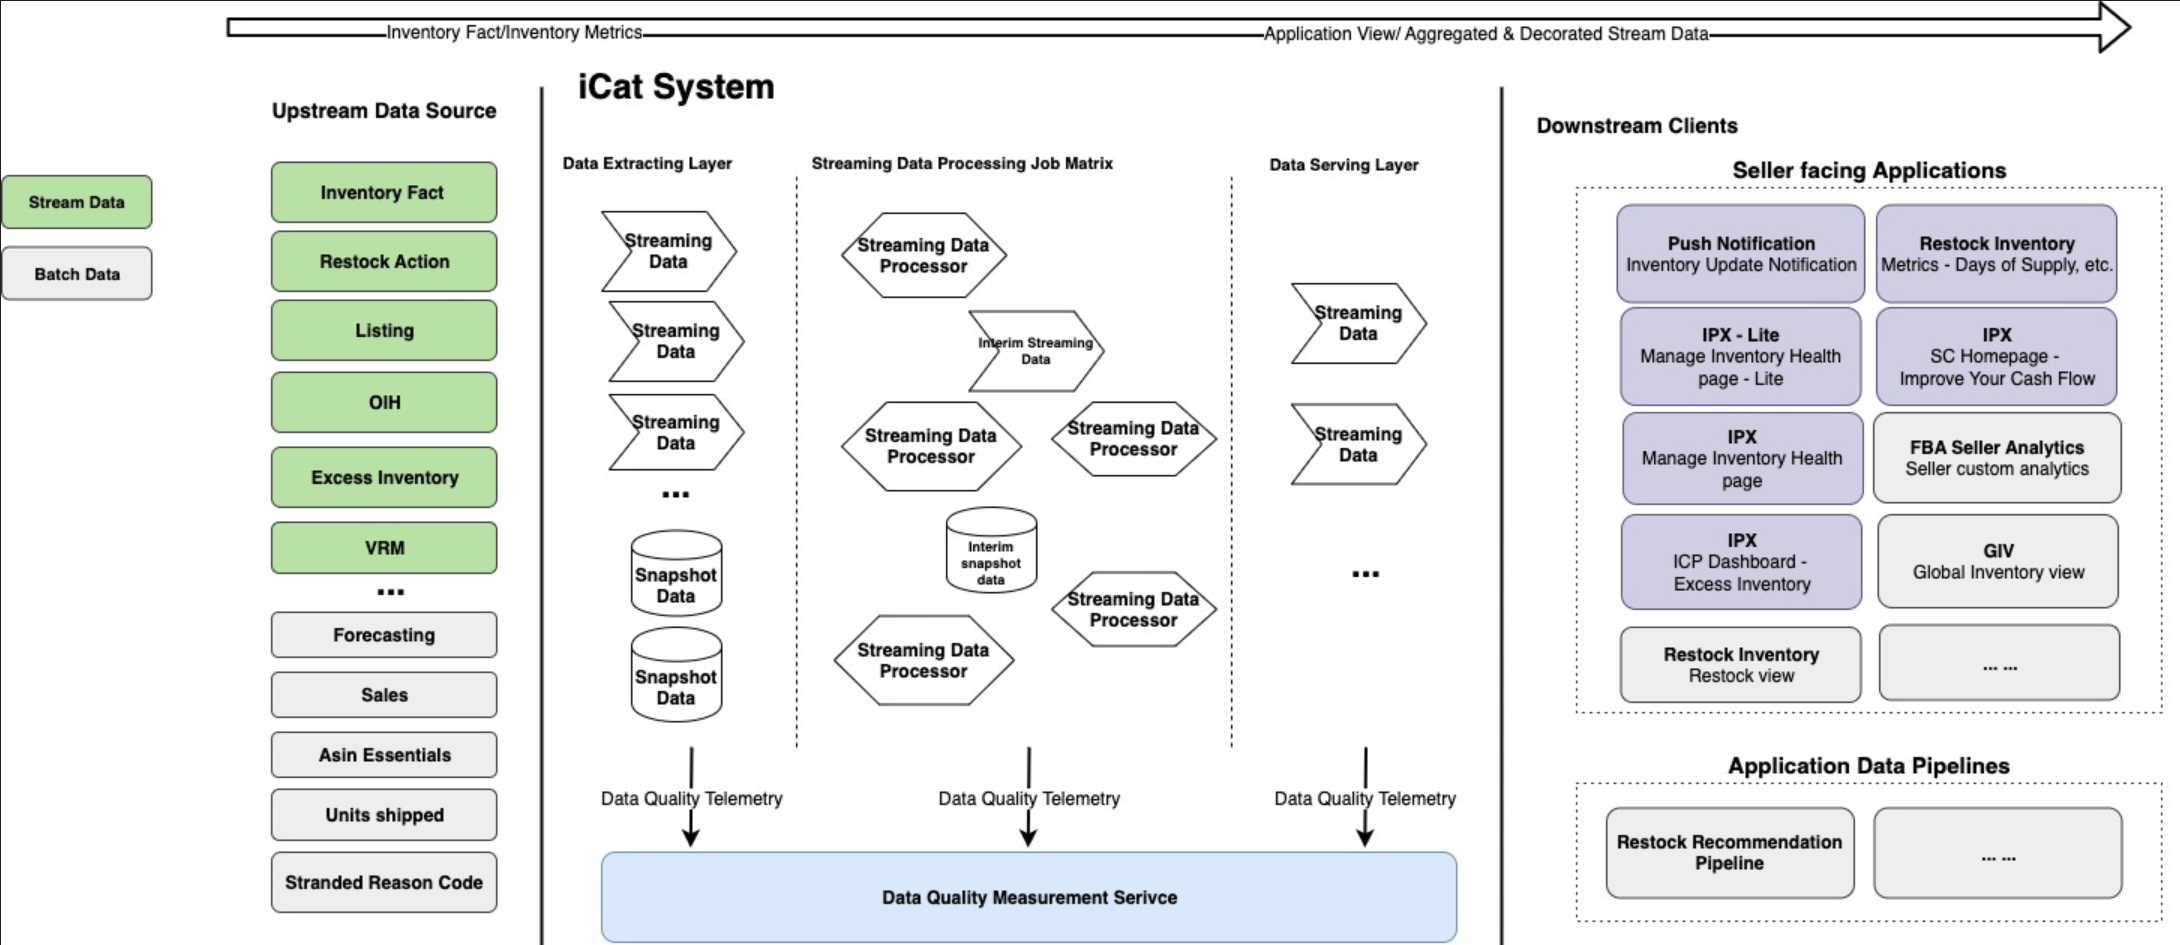 Inventory Fact/Inventory Metrics
Application View/ Aggregated & Decorated Stream Data
iCat System
Upstream Data Source
Stream Data
Batch Data
Inventory Fact
Restock Action
Listing
OIH
Excess Inventory
VRM
...
Forecasting
Sales
Asin Essentials
Units shipped
Stranded Reason Code
Data Extracting Layer
Streaming
Data
Streaming
Data
Streaming
Data
...
Snapshot
Data
Snapshot
Data
Streaming Data Processing Job Matrix
Streaming Data
Processor
Interim Streaming
Data
Streaming Data
Processor
Streaming Data
Processor
Interim
snapshot
data
Streaming Data
Processor
Streaming Data
Processor
Data Serving Layer
Streaming
Data
Streaming
Data
...
Data Quality Telemetry
Data Quality Telemetry
Data Quality Telemetry
Data Quality Measurement Serivce
Downstream Clients
Seller facing Applications
Push Notification
Inventory Update Notification
Restock Inventory
Metrics - Days of Supply, etc.
IPX - Lite
Manage Inventory Health
page - Lite
IPX
SC Homepage -
Improve Your Cash Flow
IPX
Manage Inventory Health
page
FBA Seller Analytics
Seller custom analytics
IPX
ICP Dashboard -
Excess Inventory
GIV
Global Inventory view
Restock Inventory
Restock view
... ...
Application Data Pipelines
Restock Recommendation
Pipeline
... ...